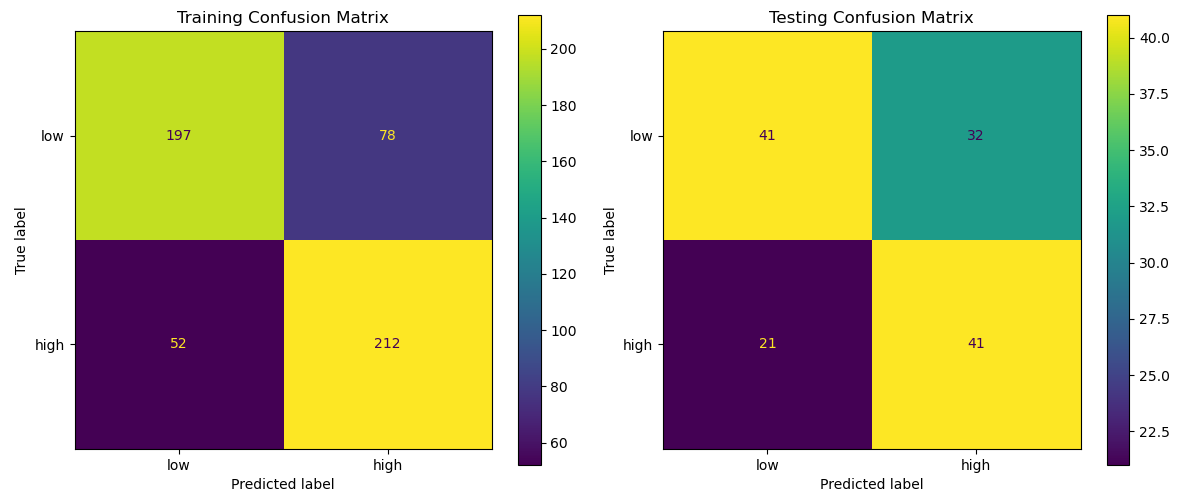 Training Confusion Matrix
True label
low
high
197
78
52
212
low
high
Predicted label
200
180
160
140
120
100
80
60
Testing Confusion Matrix
True label
low
high
41
32
21
41
low
high
Predicted label
40.0
37.5
35.0
32.5
30.0
27.5
25.0
22.5